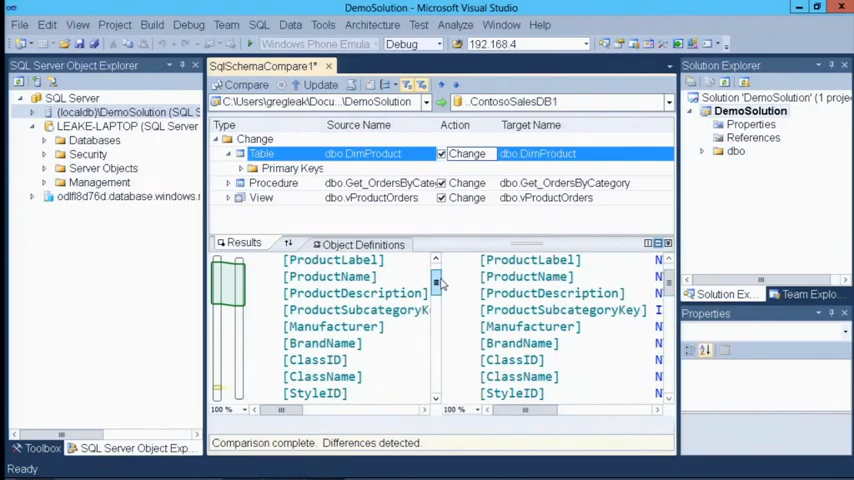 DemoSolution - Microsoft Visual Studio
File Edit View Project Build Debug Team SQL Data Tools Architecture Test Analyze Window Help
Windows Phone Emula Debug 192.168.4
SQL Server Object Explorer
SQL Server
(localdb)\DemoSolution (SQL S
LEAKE-LAPTOP (SQL Server
Databases
Security
Server Objects
Management
odlfl8d76d.database.windows.n
Toolbox SQL Server Object Exp...
SqlSchemaCompare1*
Compare Update
C:\Users\gregleak\Docu...\DemoSolution ..ContosoSalesDB1
Type Source Name Action Target Name
Change
Table dbo.DimProduct Change dbo.DimProduct
Primary Keys
Procedure dbo.Get_OrdersByCate Change dbo.Get_OrdersByCategory
View dbo.vProductOrders Change dbo.vProductOrders
Results Object Definitions
[ProductLabel] [ProductLabel] N
[ProductName] [ProductName] N
[ProductDescription] [ProductDescription] N
[ProductSubcategoryK [ProductSubcategoryKey] I
[Manufacturer] [Manufacturer] N
[BrandName] [BrandName] N
[ClassID] [ClassID] N
[ClassName] [ClassName] N
[StyleID] [StyleID] N
100 % 100 %
Comparison complete. Differences detected.
Solution Explorer
Solution 'DemoSolution' (1 proje
DemoSolution
Properties
References
dbo
Solution Ex... Team Explo...
Properties
Ready